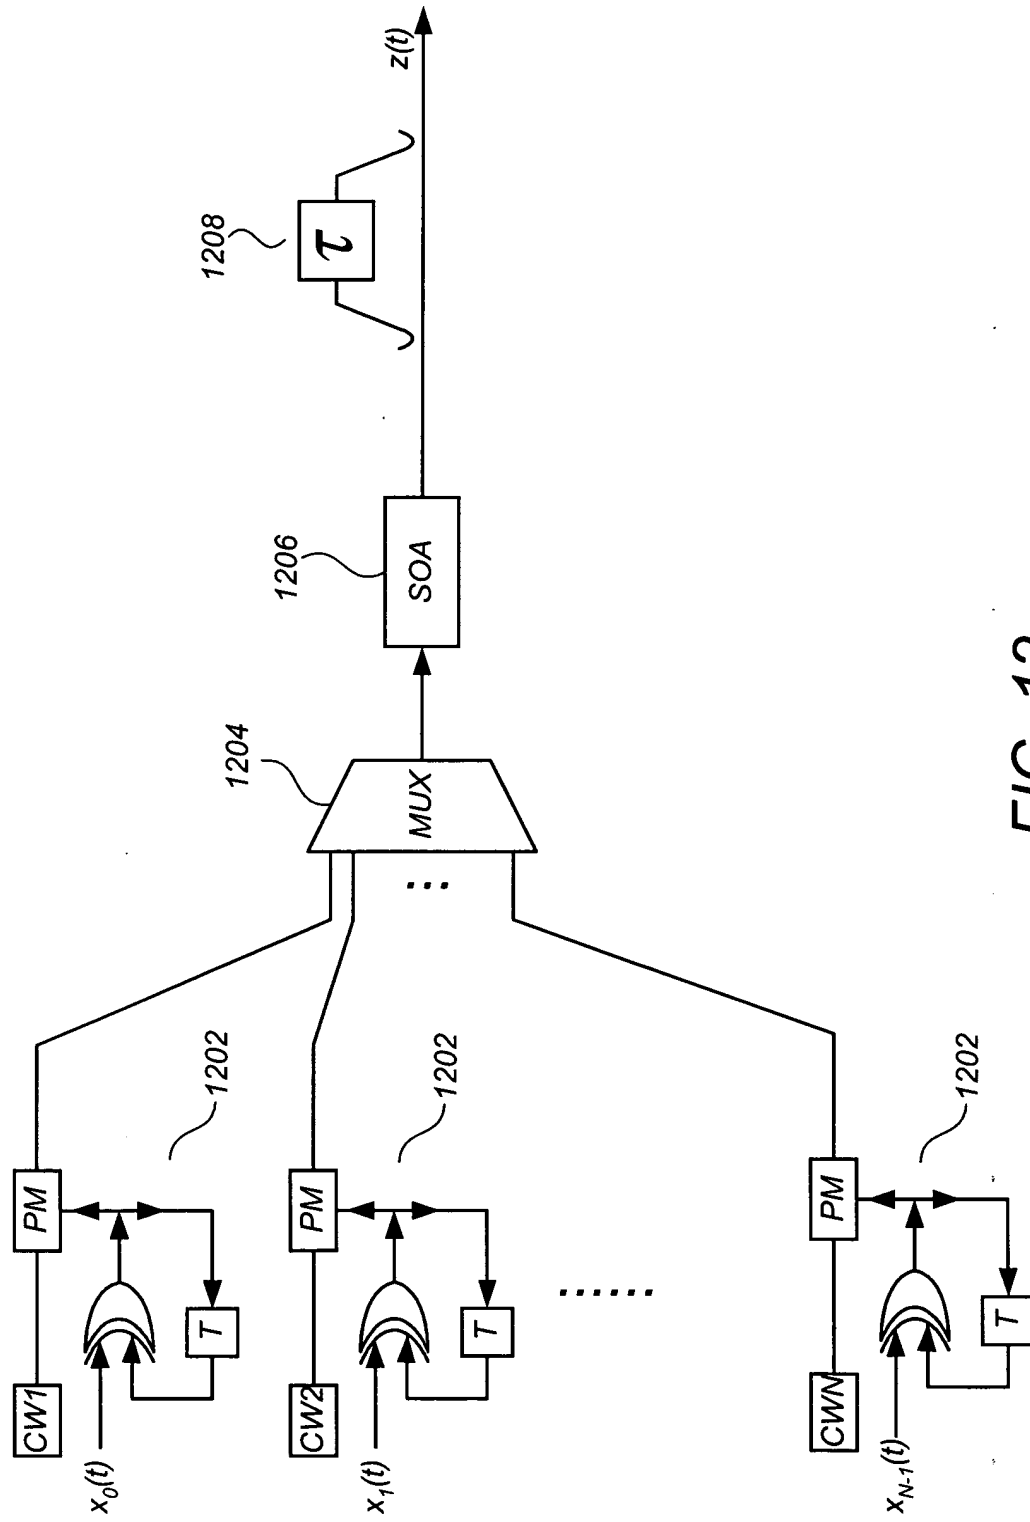 CW1
PM
x0(t)
T
1202
CW2
PM
x1(t)
T
1202
CWN
PM
xN-1(t)
T
1202
MUX
1204
SOA
1206
τ
1208
z(t)